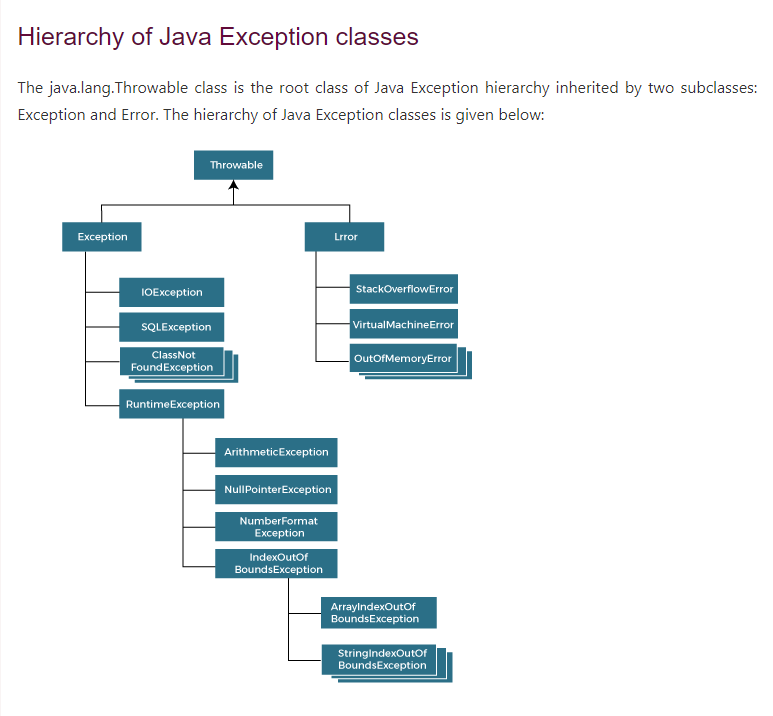 Hierarchy of Java Exception classes
The java.lang.Throwable class is the root class of Java Exception hierarchy inherited by two subclasses:
Exception and Error. The hierarchy of Java Exception classes is given below:
Throwable
Exception
Lrror
IOException
SQLException
ClassNot
FoundException
RuntimeException
StackOverflowError
VirtualMachineError
OutOfMemoryError
ArithmeticException
NullPointerException
NumberFormat
Exception
IndexOutOf
BoundsException
ArrayIndexOutOf
BoundsException
StringIndexOutOf
BoundsException